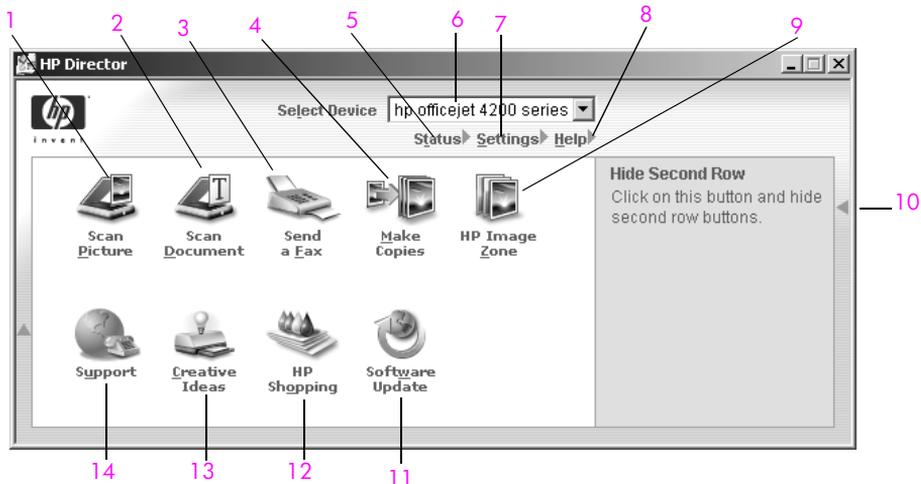 1 2 3 4 5 6 7 8 9
HP Director
hp
invent
Select Device hp officejet 4200 series
Status Settings Help
Scan
Picture
Scan
Document
Send
a Fax
Make
Copies
HP Image
Zone
Hide Second Row
Click on this button and hide
second row buttons.
10
Support
Creative
Ideas
HP
Shopping
Software
Update
14 13 12 11